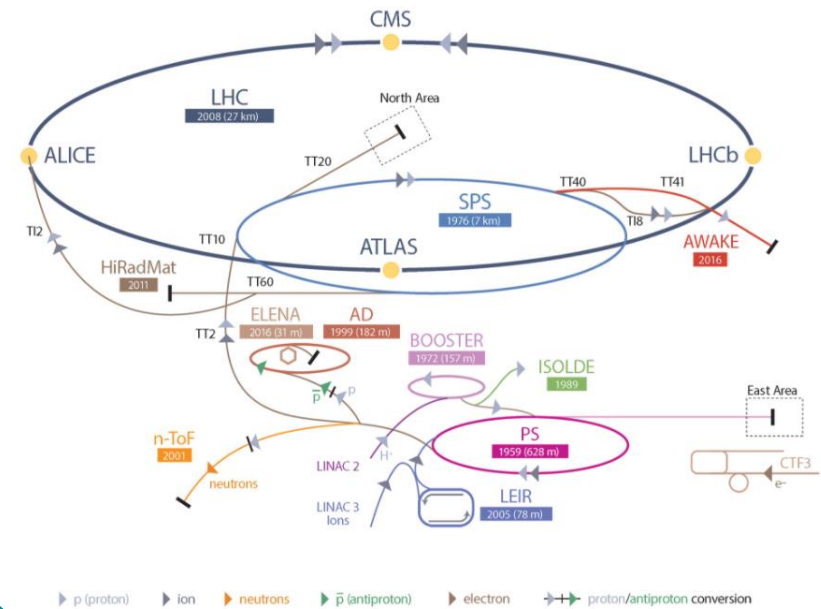 CMS
LHC
2008 (27 km)
North Area
TT20
ALICE
LHCb
TT40
TT41
SPS
1976 (7 km)
TI8
TI2
TT10
ATLAS
AWAKE
2016
HiRadMat
2011
TT60
TT2
ELENA
2016 (31 m)
AD
1999 (182 m)
BOOSTER
1972 (157 m)
ISOLDE
1989
p
p̅
East Area
n-ToF
2001
neutrons
LINAC 2
H⁻
PS
1959 (628 m)
CTF3
e⁻
LINAC 3
Ions
LEIR
2005 (78 m)
p (proton)
ion
neutrons
p̅ (antiproton)
electron
proton/antiproton conversion